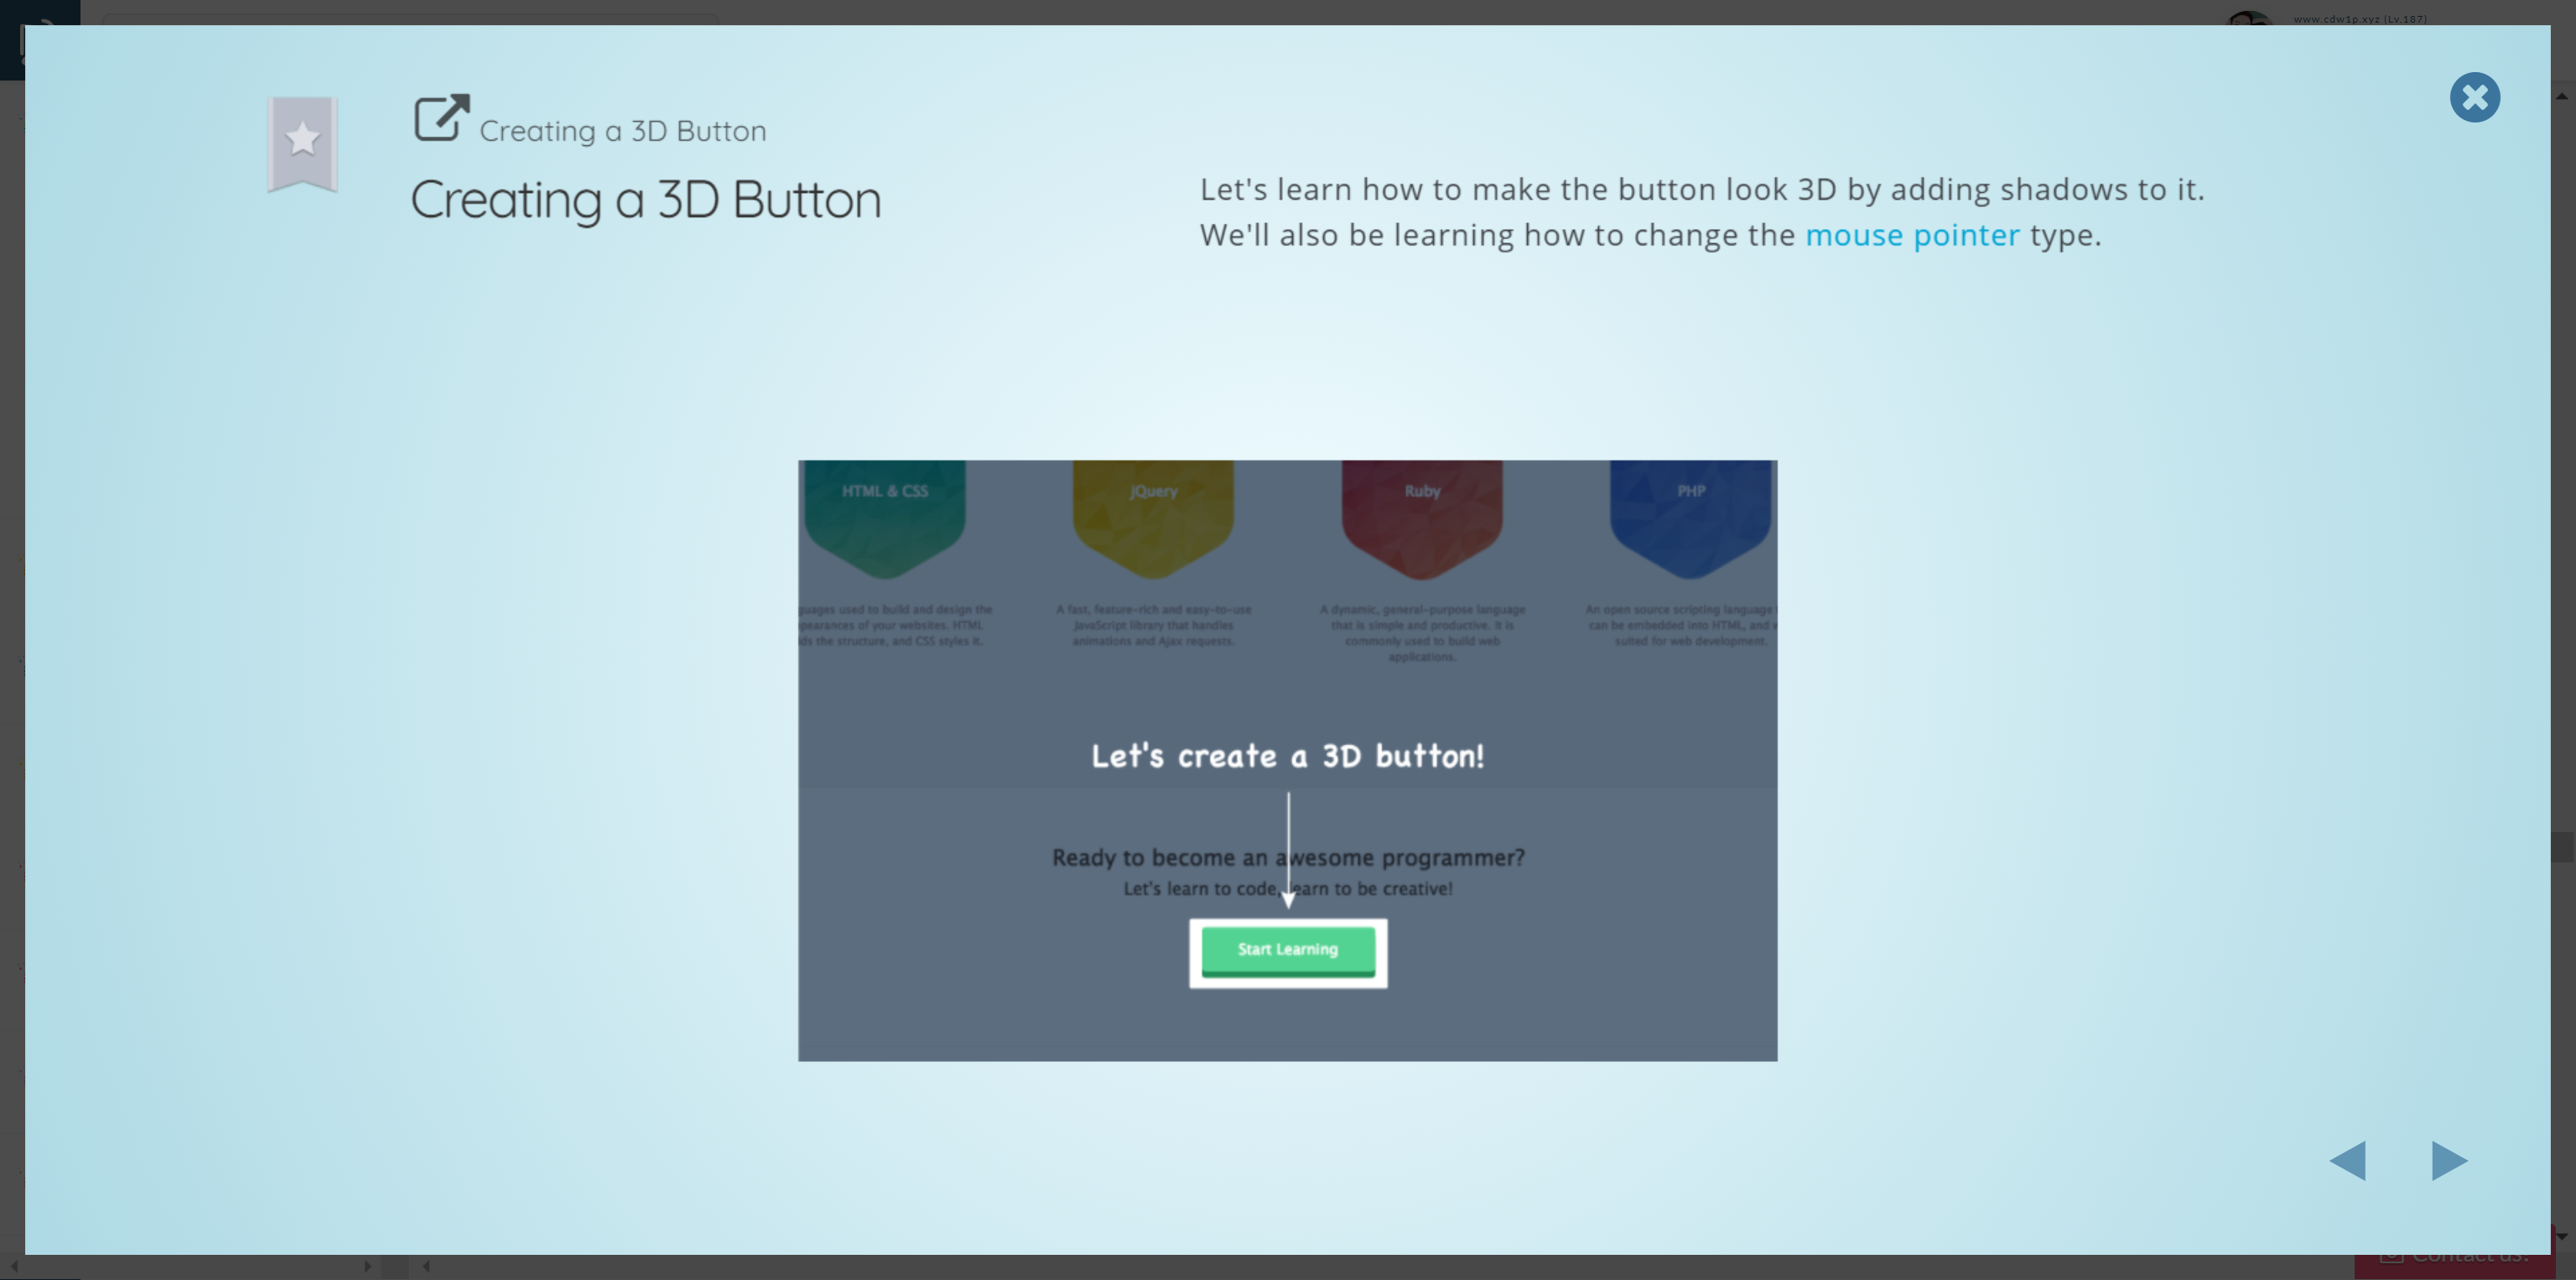 www.cdw1p.xyz (Lv.187)
Creating a 3D Button
Creating a 3D Button
Let's learn how to make the button look 3D by adding shadows to it.
We'll also be learning how to change the mouse pointer type.
HTML & CSS
jQuery
Ruby
PHP
guages used to build and design the
pearances of your websites. HTML
ds the structure, and CSS styles it.
A fast, feature-rich and easy-to-use
JavaScript library that handles
animations and Ajax requests.
A dynamic, general-purpose language
that is simple and productive. It is
commonly used to build web
applications.
An open source scripting language
can be embedded into HTML, and
suited for web development.
Let's create a 3D button!
Ready to become an awesome programmer?
Let's learn to code, learn to be creative!
Start Learning
Contact us!